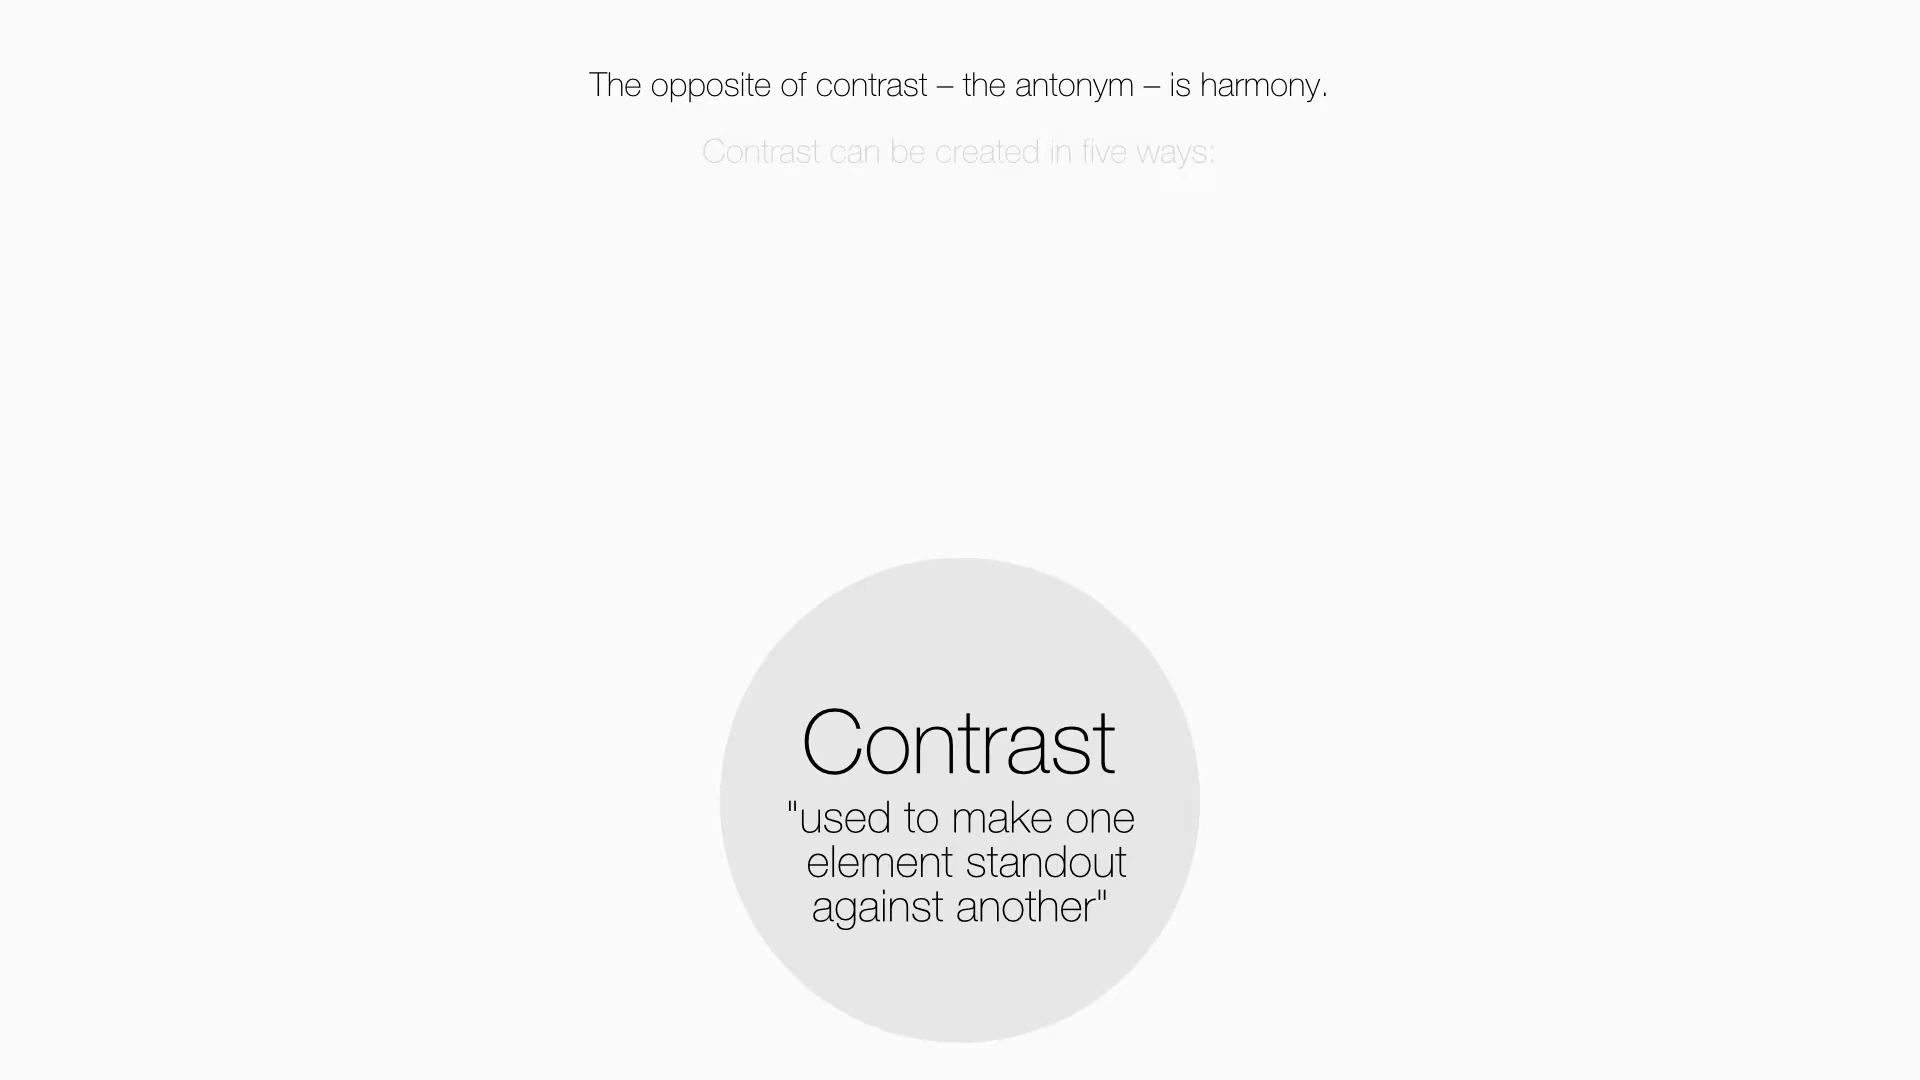 The opposite of contrast – the antonym – is harmony.
Contrast can be created in five ways:
Contrast
"used to make one
element standout
against another"